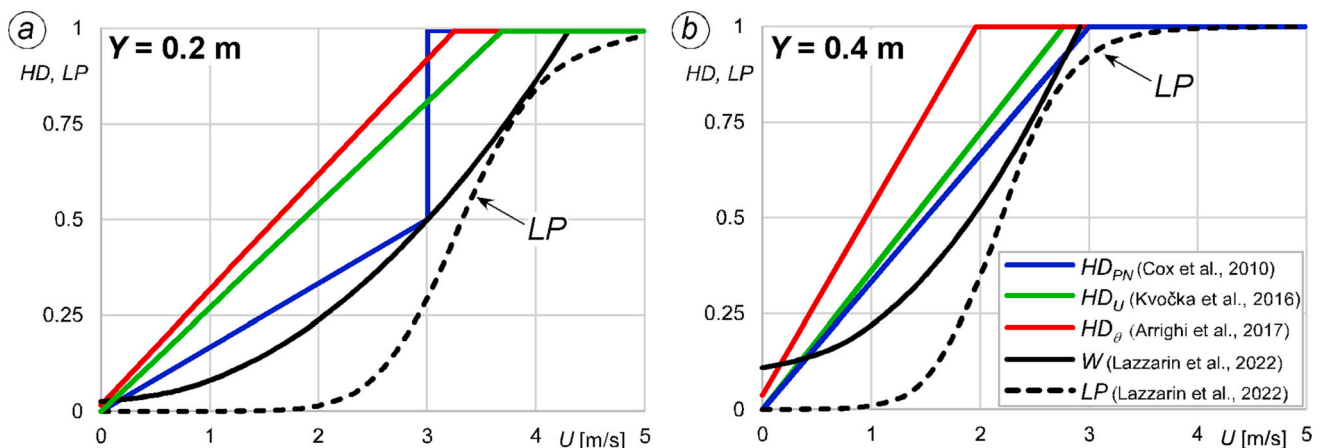 a
Y = 0.2 m
HD, LP
1
0.75
0.5
0.25
0
LP
0
1
2
3
4
U [m/s]
5
b
Y = 0.4 m
HD, LP
1
0.75
0.5
0.25
0
LP
HD_PN (Cox et al., 2010)
HD_U (Kvočka et al., 2016)
HD_θ (Arrighi et al., 2017)
W (Lazzarin et al., 2022)
LP (Lazzarin et al., 2022)
0
1
2
3
4
U [m/s]
5